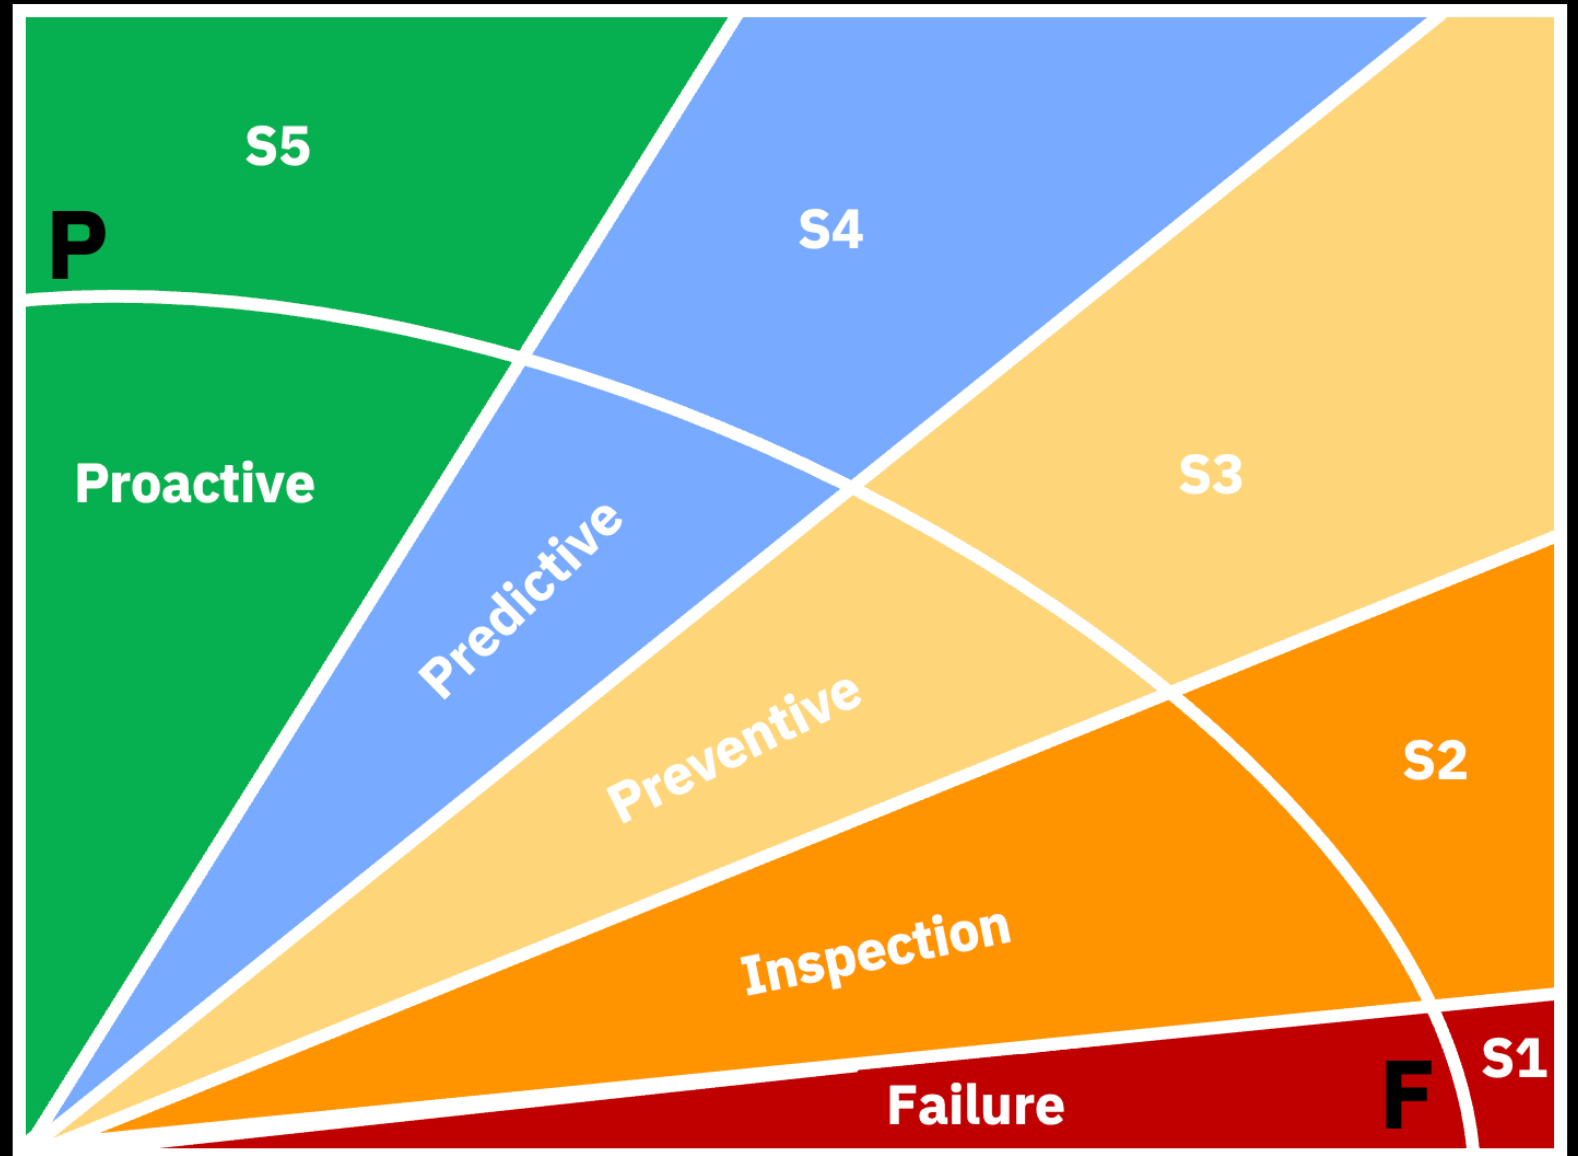 S5
P
S4
Proactive
S3
Predictive
Preventive
S2
Inspection
S1
F
Failure